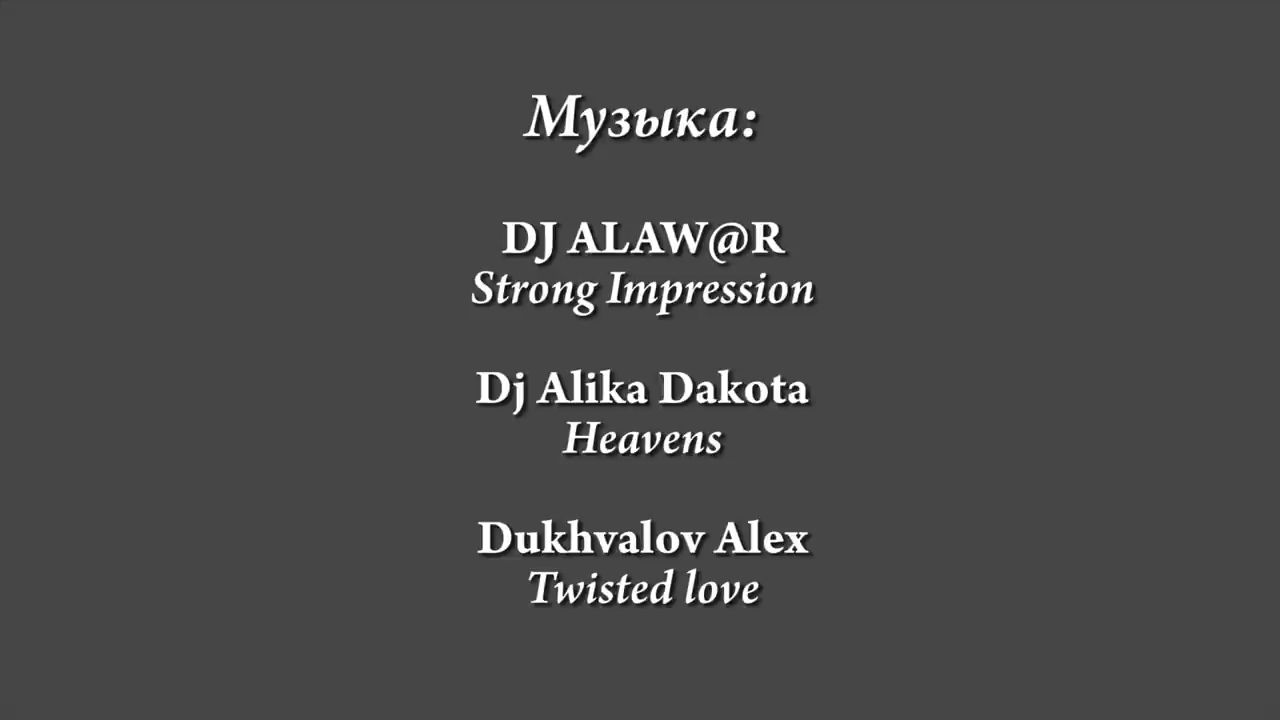 Музыка:
DJ ALAW@R
Strong Impression
Dj Alika Dakota
Heavens
Dukhvalov Alex
Twisted love